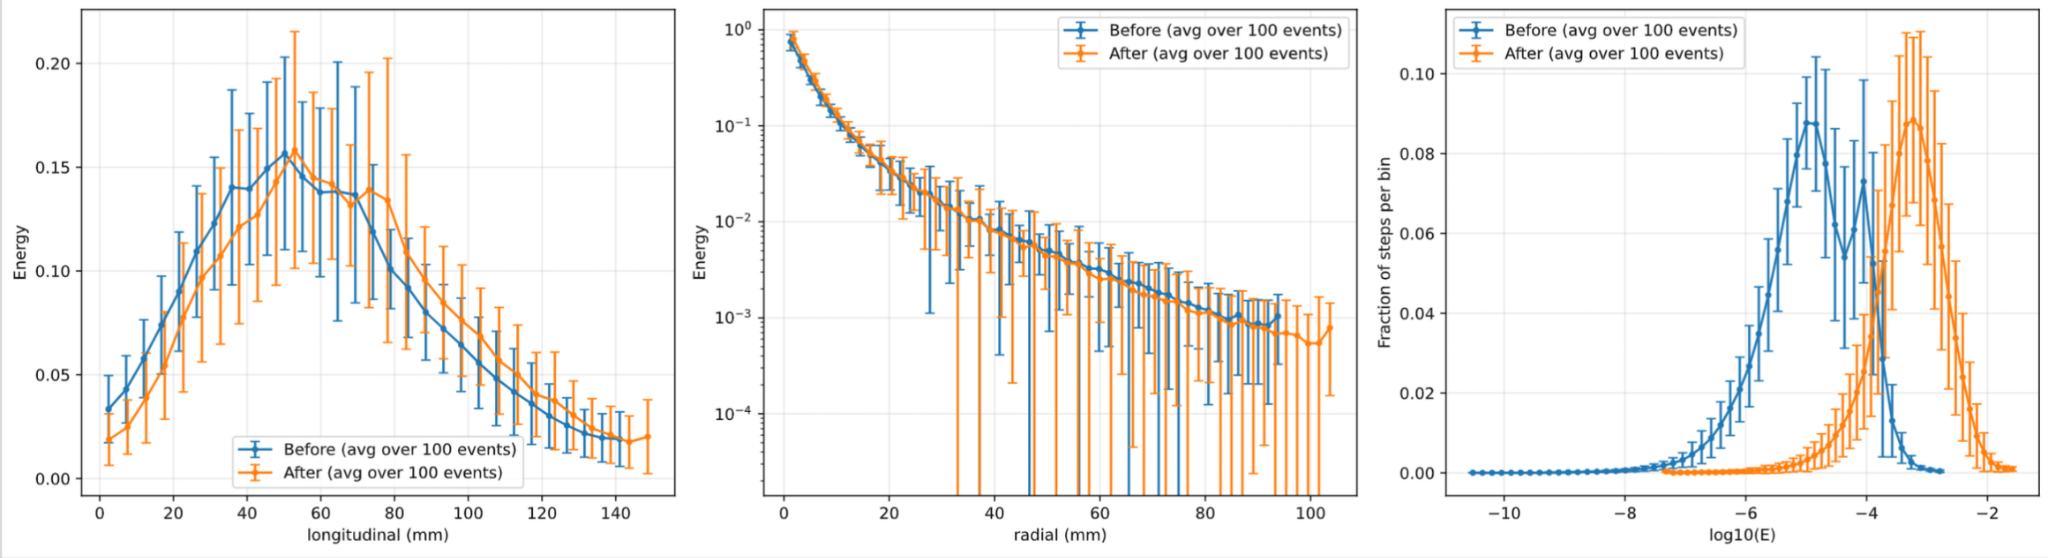 0.20
0.15
0.10
0.05
0.00
Energy
Before (avg over 100 events)
After (avg over 100 events)
0 20 40 60 80 100 120 140
longitudinal (mm)
10⁰
10⁻¹
10⁻²
10⁻³
10⁻⁴
Energy
Before (avg over 100 events)
After (avg over 100 events)
0 20 40 60 80 100
radial (mm)
0.10
0.08
0.06
0.04
0.02
0.00
Fraction of steps per bin
Before (avg over 100 events)
After (avg over 100 events)
−10 −8 −6 −4 −2
log10(E)